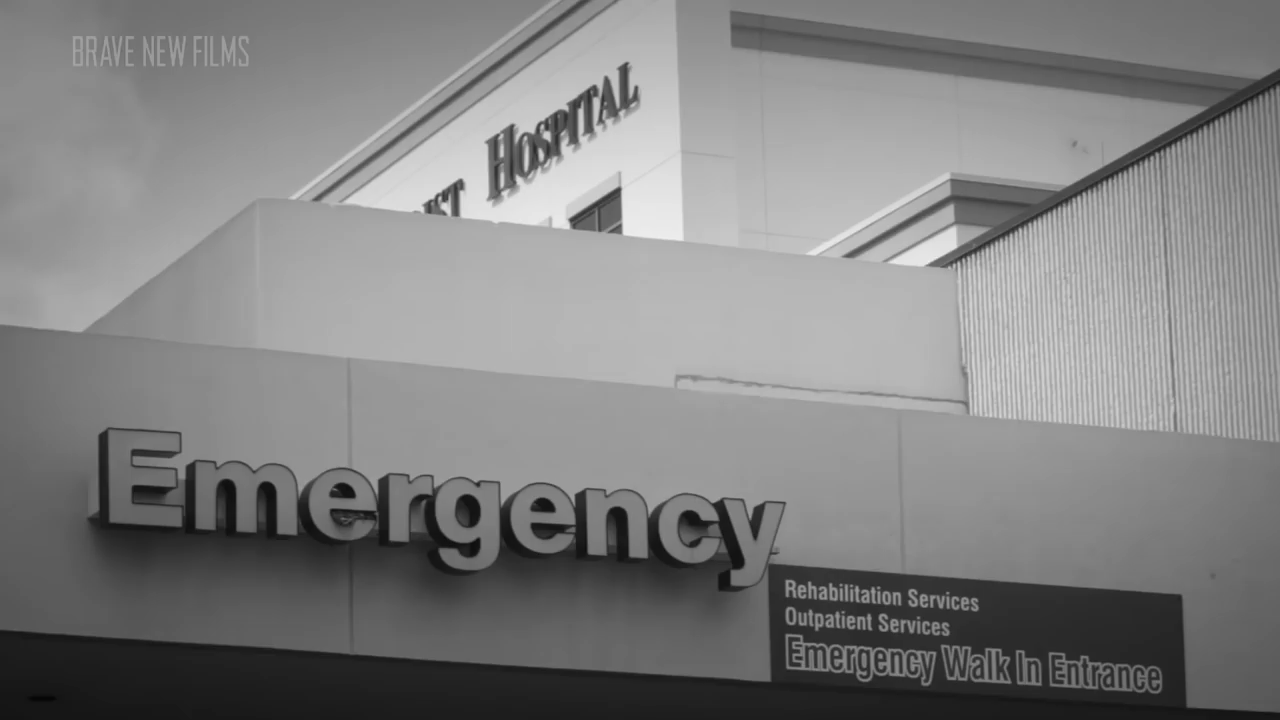 BRAVE NEW FILMS
HOSPITAL
Emergency
Rehabilitation Services
Outpatient Services
Emergency Walk In Entrance